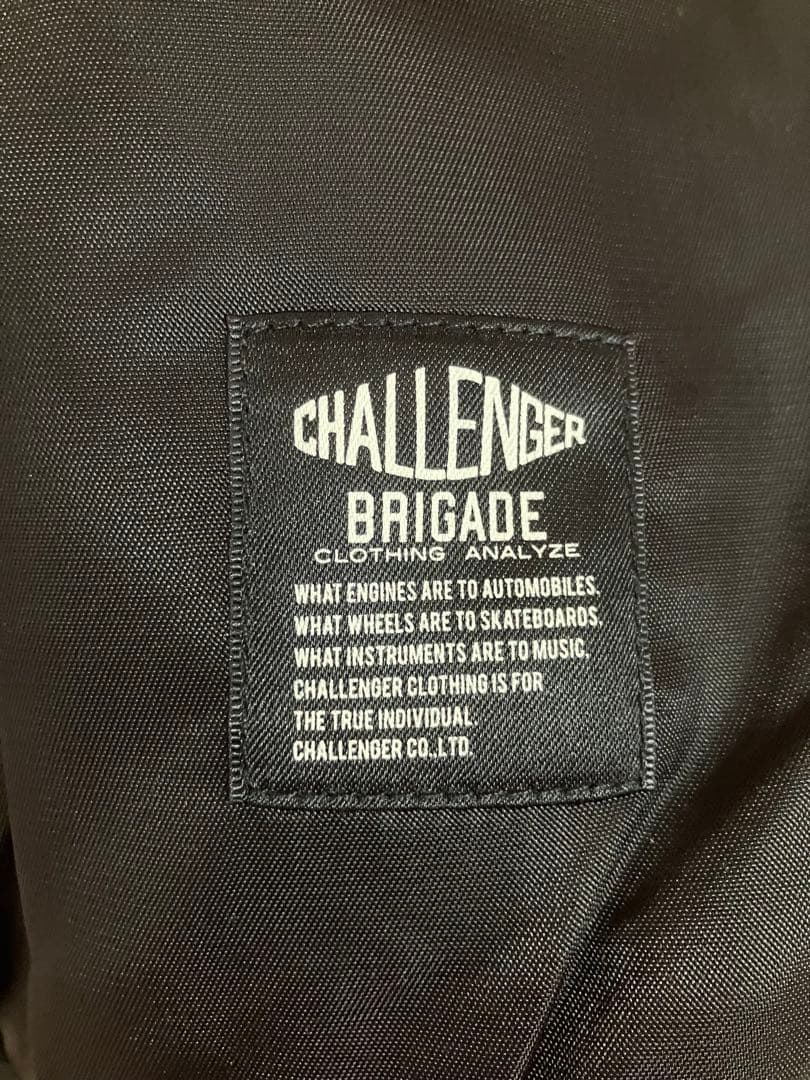 CHALLENGER
BRIGADE
CLOTHING ANALYZE
WHAT ENGINES ARE TO AUTOMOBILES.
WHAT WHEELS ARE TO SKATEBOARDS.
WHAT INSTRUMENTS ARE TO MUSIC.
CHALLENGER CLOTHING IS FOR
THE TRUE INDIVIDUAL.
CHALLENGER CO.,LTD.